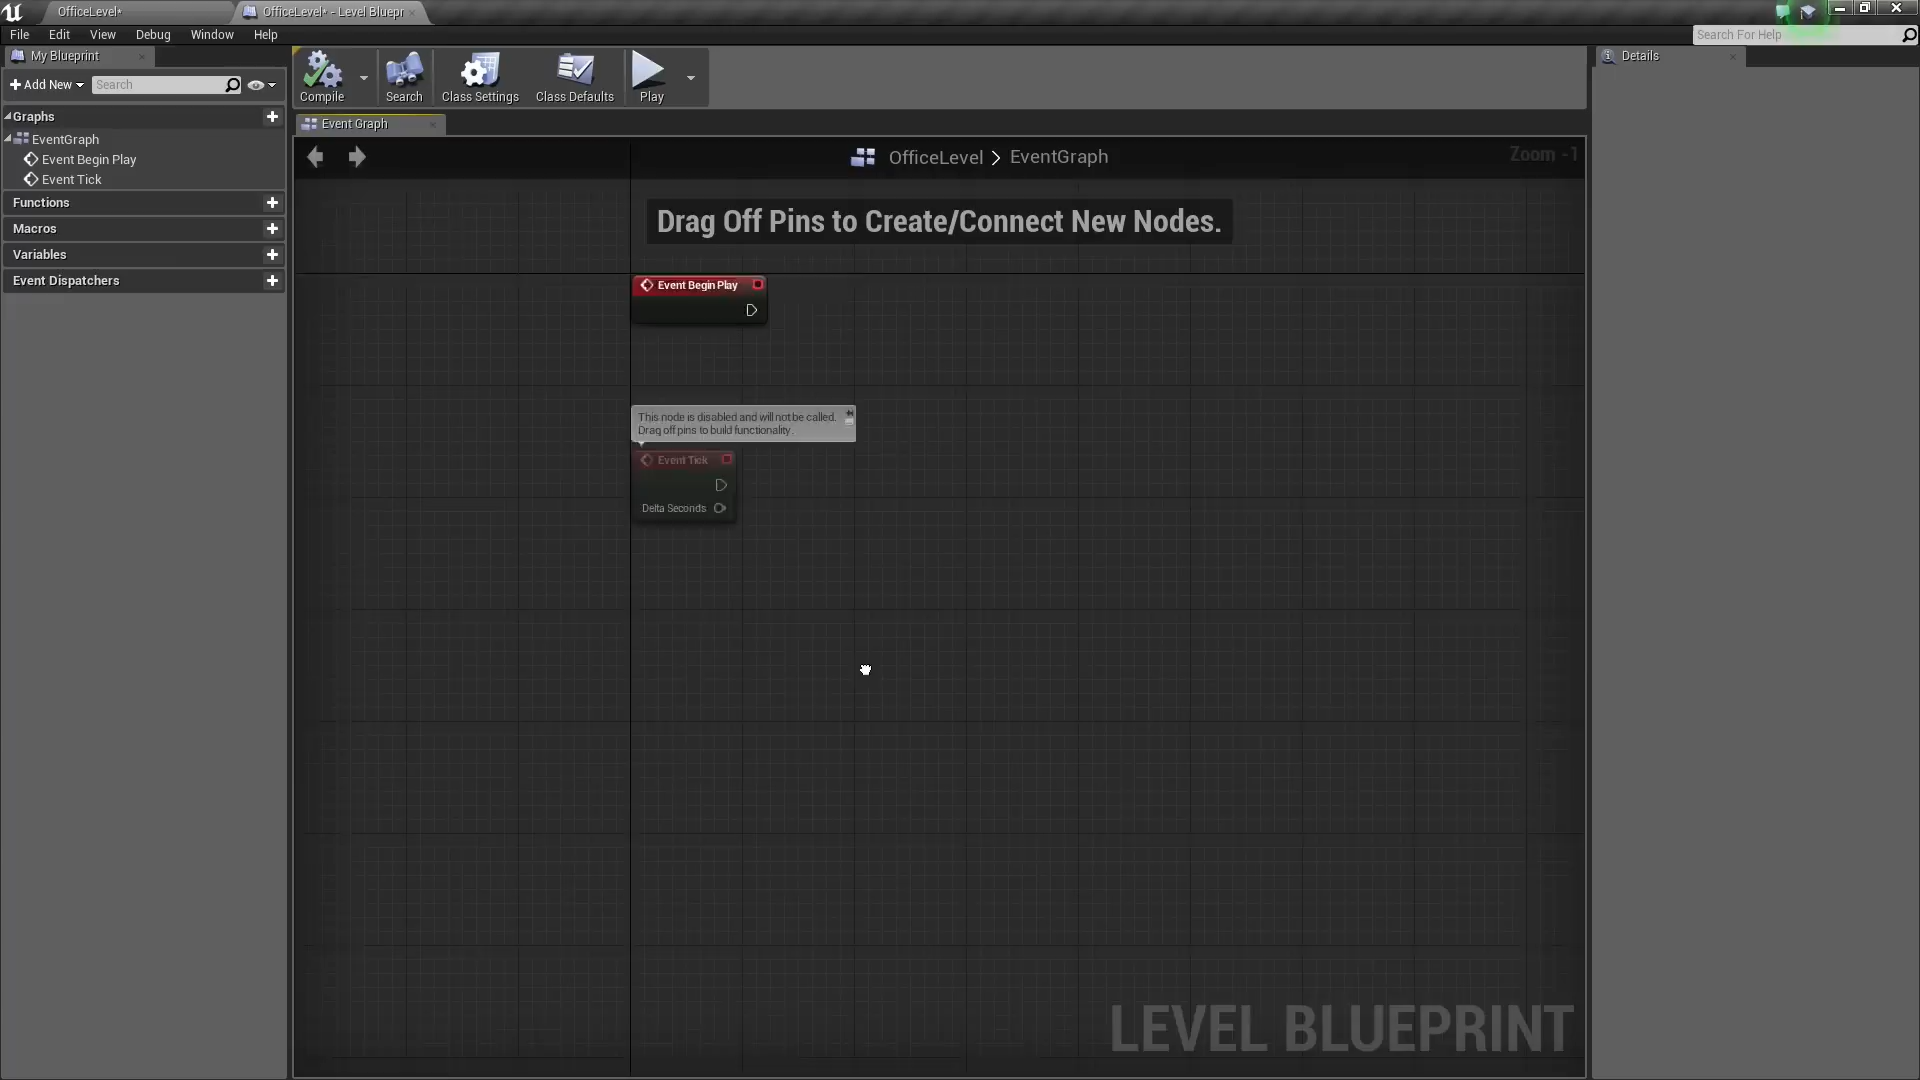 OfficeLevel*
OfficeLevel* - Level Bluepr
File Edit View Debug Window Help
Search For Help
My Blueprint
Add New
Search
Compile
Search
Class Settings
Class Defaults
Play
Details
Graphs
EventGraph
Event Begin Play
Event Tick
Functions
Macros
Variables
Event Dispatchers
Event Graph
OfficeLevel > EventGraph
Zoom -1
Drag Off Pins to Create/Connect New Nodes.
Event Begin Play
This node is disabled and will not be called.
Drag off pins to build functionality.
Event Tick
Delta Seconds
LEVEL BLUEPRINT